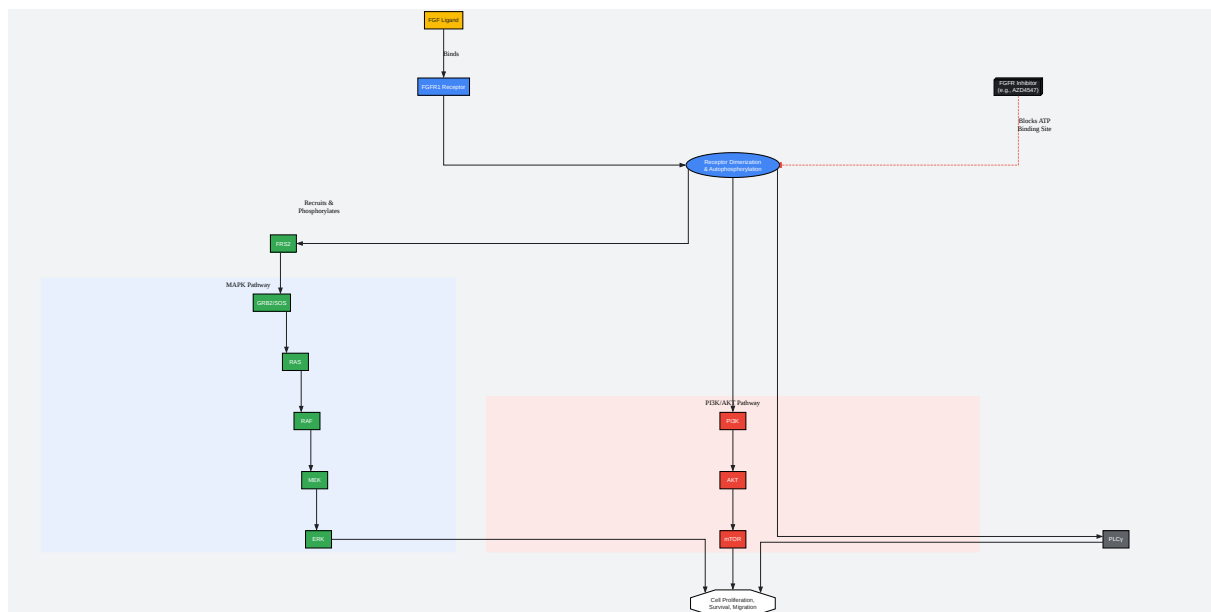 FGF Ligand
Binds
FGFR1 Receptor
FGFR Inhibitor
(e.g., AZD4547)
Blocks ATP
Binding Site
Receptor Dimerization
& Autophosphorylation
Recruits &
Phosphorylates
FRS2
MAPK Pathway
GRB2/SOS
RAS
RAF
PI3K/AKT Pathway
PI3K
MEK
AKT
ERK
mTOR
PLCγ
Cell Proliferation,
Survival, Migration